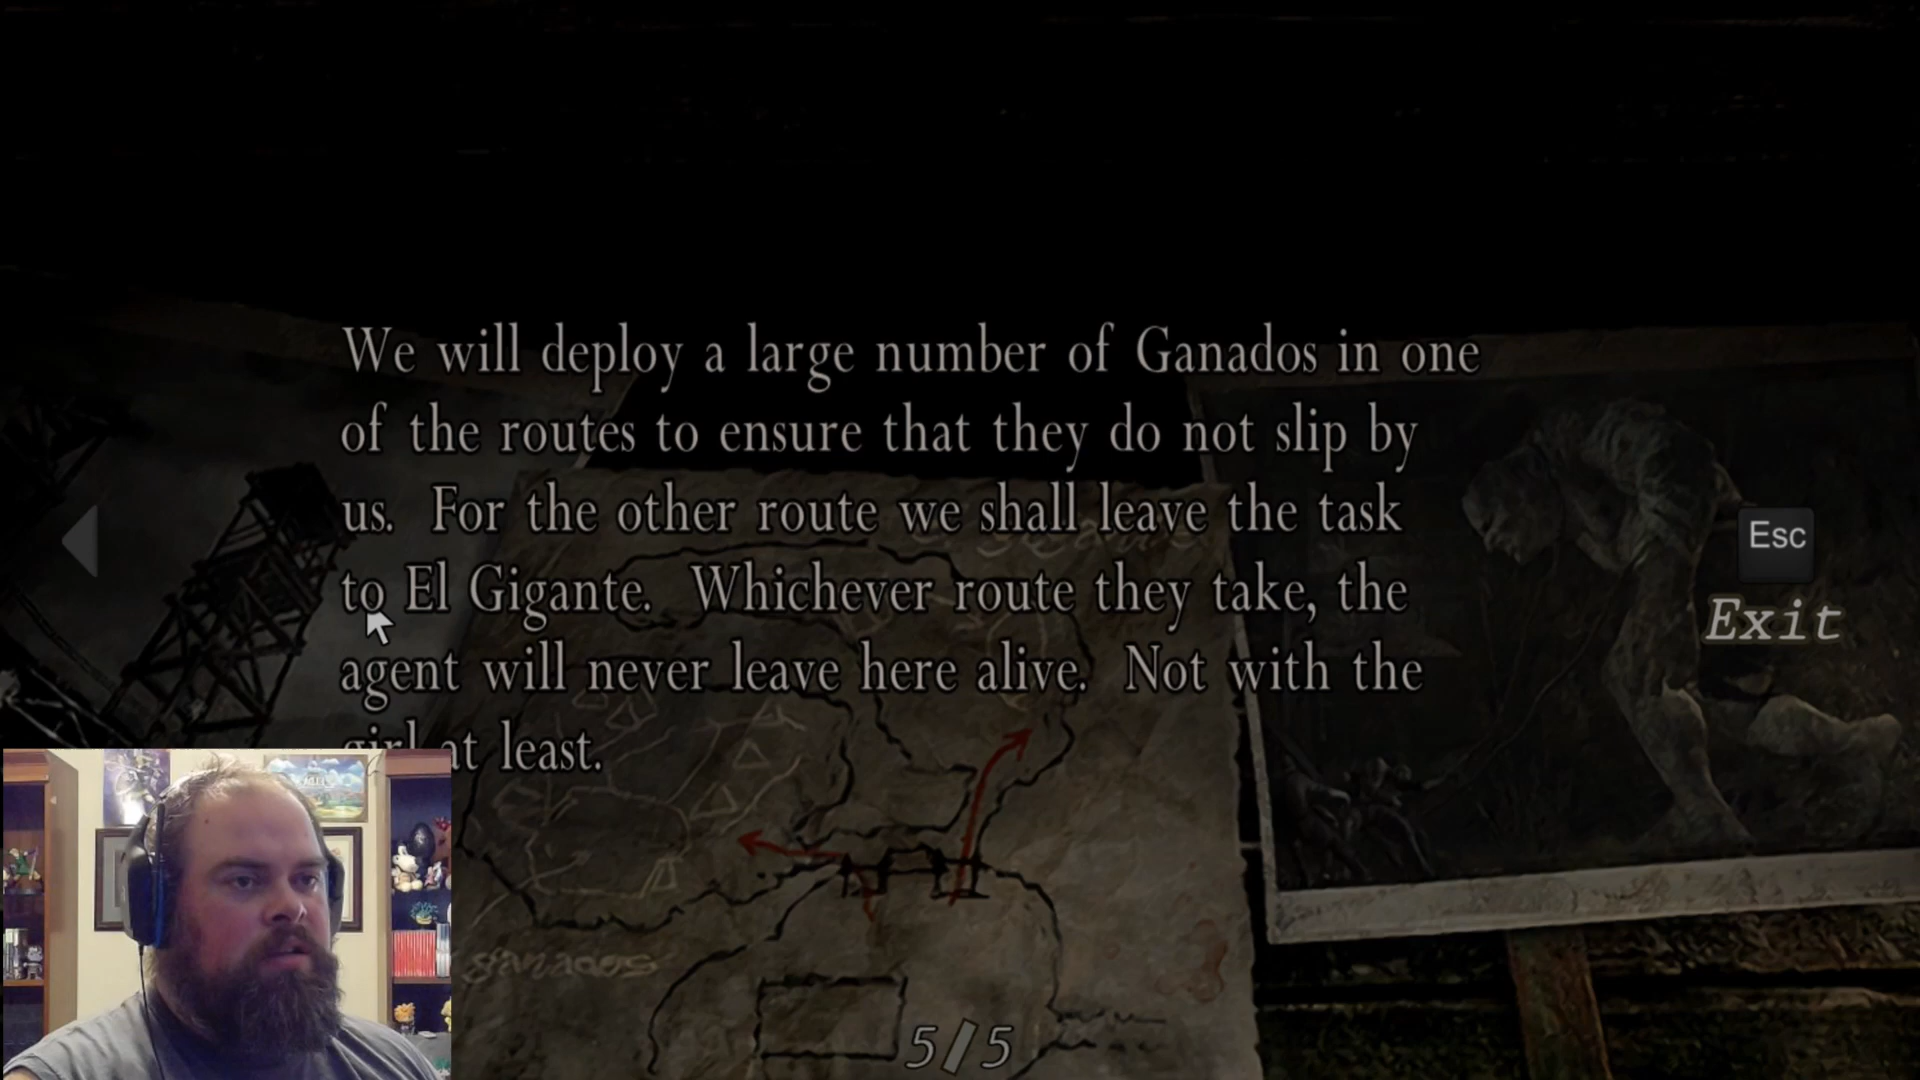 We will deploy a large number of Ganados in one
of the routes to ensure that they do not slip by
us. For the other route we shall leave the task
to El Gigante. Whichever route they take, the
agent will never leave here alive. Not with the
girl at least.
Esc
Exit
ganados
5/5